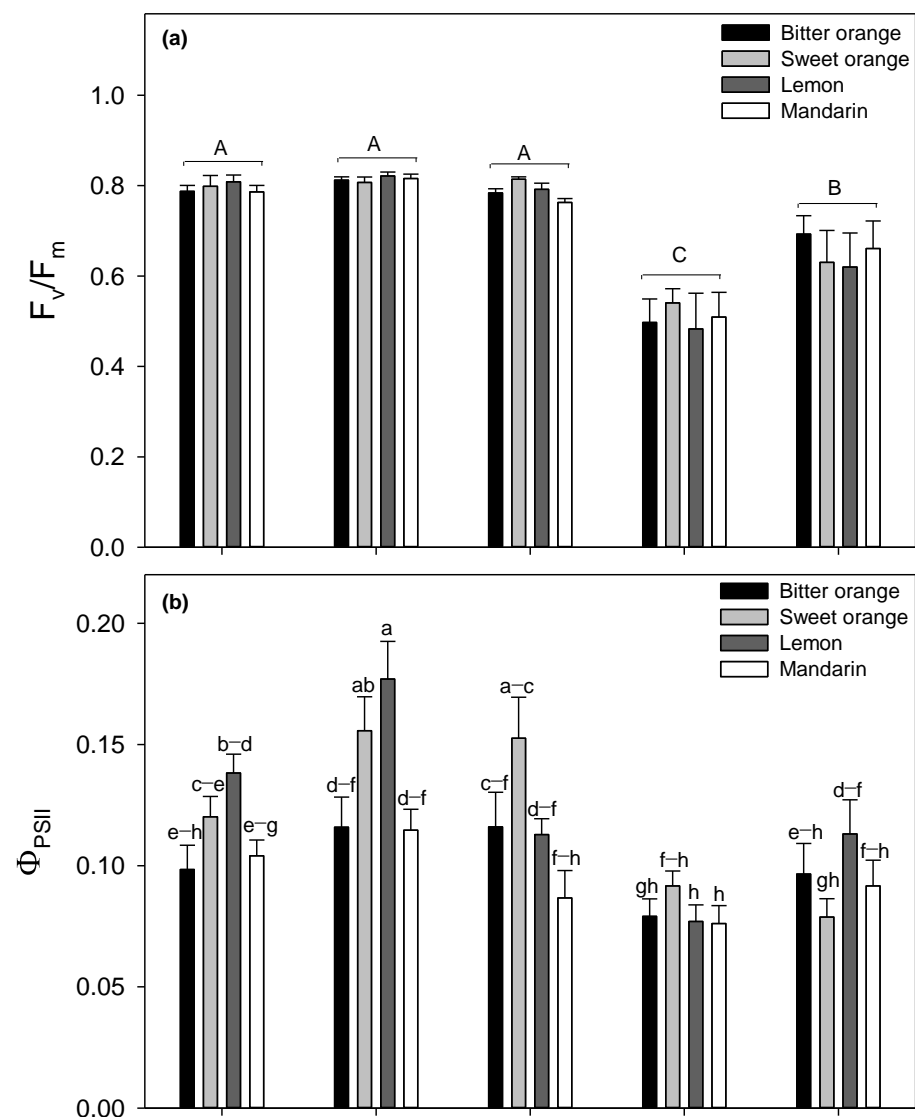 (a)
Bitter orange
Sweet orange
Lemon
Mandarin
1.0
0.8
0.6
0.4
0.2
0.0
Fv/Fm
A
A
A
C
B
(b)
Bitter orange
Sweet orange
Lemon
Mandarin
0.20
0.15
0.10
0.05
0.00
ΦPSII
e–h
c–e
b–d
e–g
d–f
ab
a
d–f
c–f
a–c
d–f
f–h
gh
f–h
h
h
e–h
gh
d–f
f–h